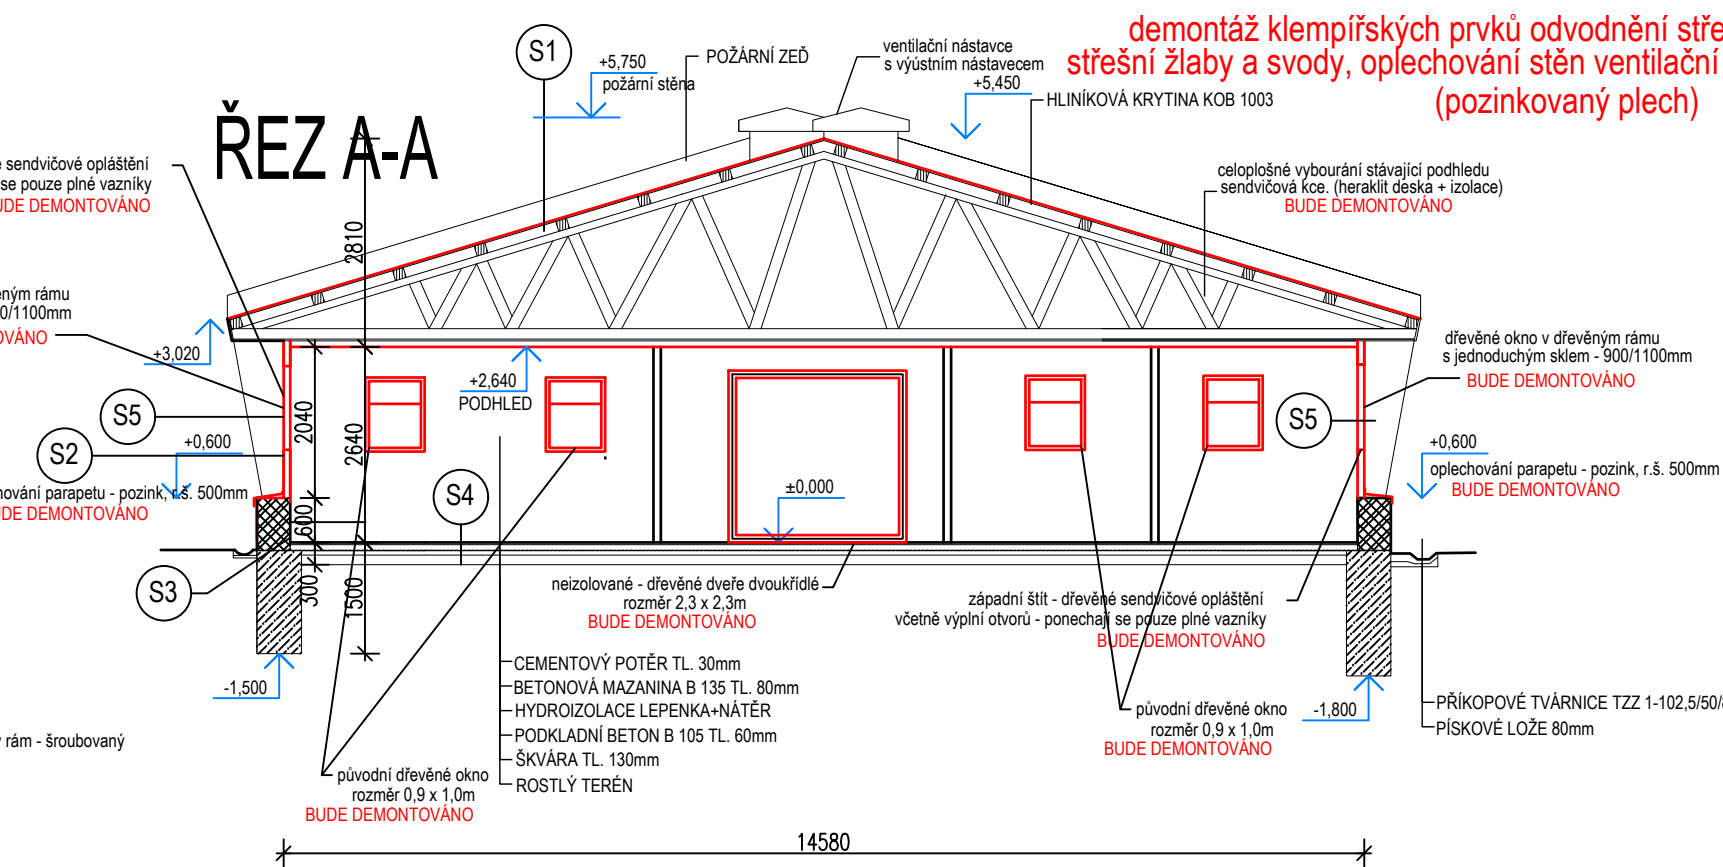 demontáž klempířských prvků odvodnění stře
střešní žlaby a svody, oplechování stěn ventilační
(pozinkovaný plech)
ŘEZ A-A
S1
+5,750
požární stěna
POŽÁRNÍ ZEĎ
ventilační nástavce
s výústním nástavecem
+5,450
HLINÍKOVÁ KRYTINA KOB 1003
sendvičové opláštění
se pouze plné vazníky
BUDE DEMONTOVÁNO
celoplošné vybourání stávající podhledu
sendvičová kce. (heraklit deska + izolace)
BUDE DEMONTOVÁNO
2810
0/1100mm
+3,020
dřevěné okno v dřevěným rámu
s jednoduchým sklem - 900/1100mm
BUDE DEMONTOVÁNO
+2,640
PODHLED
S5
S2
+0,600
oplechování parapetu - pozink, r.š. 500mm
BUDE DEMONTOVÁNO
2040
2640
600
300
1500
S4
±0,000
S5
+0,600
oplechování parapetu - pozink, r.š. 500mm
BUDE DEMONTOVÁNO
S3
neizolované - dřevěné dveře dvoukřídlé
rozměr 2,3 x 2,3m
BUDE DEMONTOVÁNO
západní štít - dřevěné sendvičové opláštění
včetně výplní otvorů - ponechají se pouze plné vazníky
BUDE DEMONTOVÁNO
-1,500
CEMENTOVÝ POTĚR TL. 30mm
BETONOVÁ MAZANINA B 135 TL. 80mm
HYDROIZOLACE LEPENKA+NÁTĚR
PODKLADNÍ BETON B 105 TL. 60mm
ŠKVÁRA TL. 130mm
ROSTLÝ TERÉN
rám - šroubovaný
původní dřevěné okno
rozměr 0,9 x 1,0m
BUDE DEMONTOVÁNO
původní dřevěné okno
rozměr 0,9 x 1,0m
BUDE DEMONTOVÁNO
-1,800
PŘÍKOPOVÉ TVÁRNICE TZZ 1-102,5/50/
PÍSKOVÉ LOŽE 80mm
14580